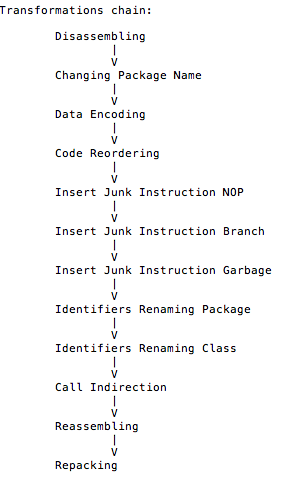 Transformations chain:
Disassembling
|
V
Changing Package Name
|
V
Data Encoding
|
V
Code Reordering
|
V
Insert Junk Instruction NOP
|
V
Insert Junk Instruction Branch
|
V
Insert Junk Instruction Garbage
|
V
Identifiers Renaming Package
|
V
Identifiers Renaming Class
|
V
Call Indirection
|
V
Reassembling
|
V
Repacking